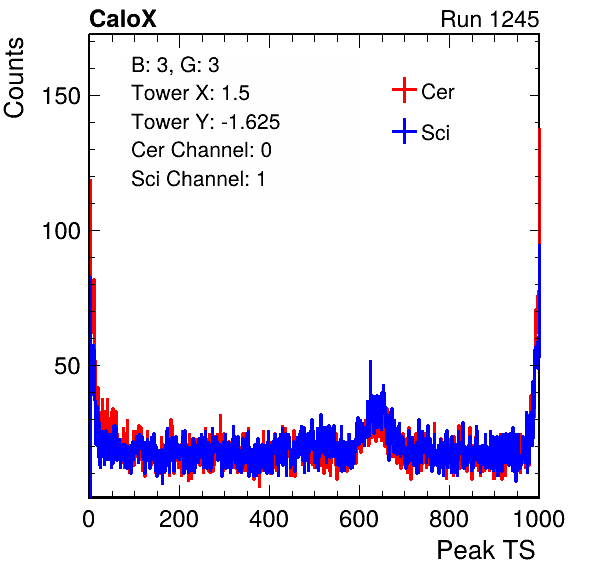 CaloX Run 1245
Counts
B: 3, G: 3
Tower X: 1.5
Tower Y: -1.625
Cer Channel: 0
Sci Channel: 1
Cer
Sci
150
100
50
0 200 400 600 800 1000
Peak TS